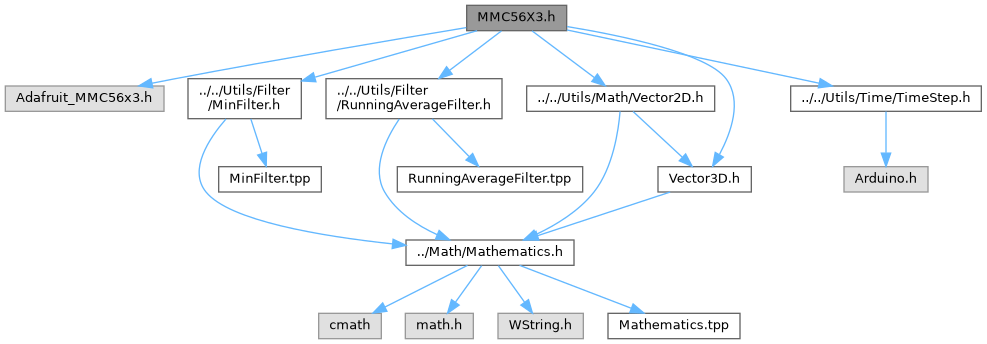 MMC56X3.h
Adafruit_MMC56x3.h
../../Utils/Filter
/MinFilter.h
../../Utils/Filter
/RunningAverageFilter.h
../../Utils/Math/Vector2D.h
../../Utils/Time/TimeStep.h
MinFilter.tpp
RunningAverageFilter.tpp
Vector3D.h
Arduino.h
../Math/Mathematics.h
cmath
math.h
WString.h
Mathematics.tpp